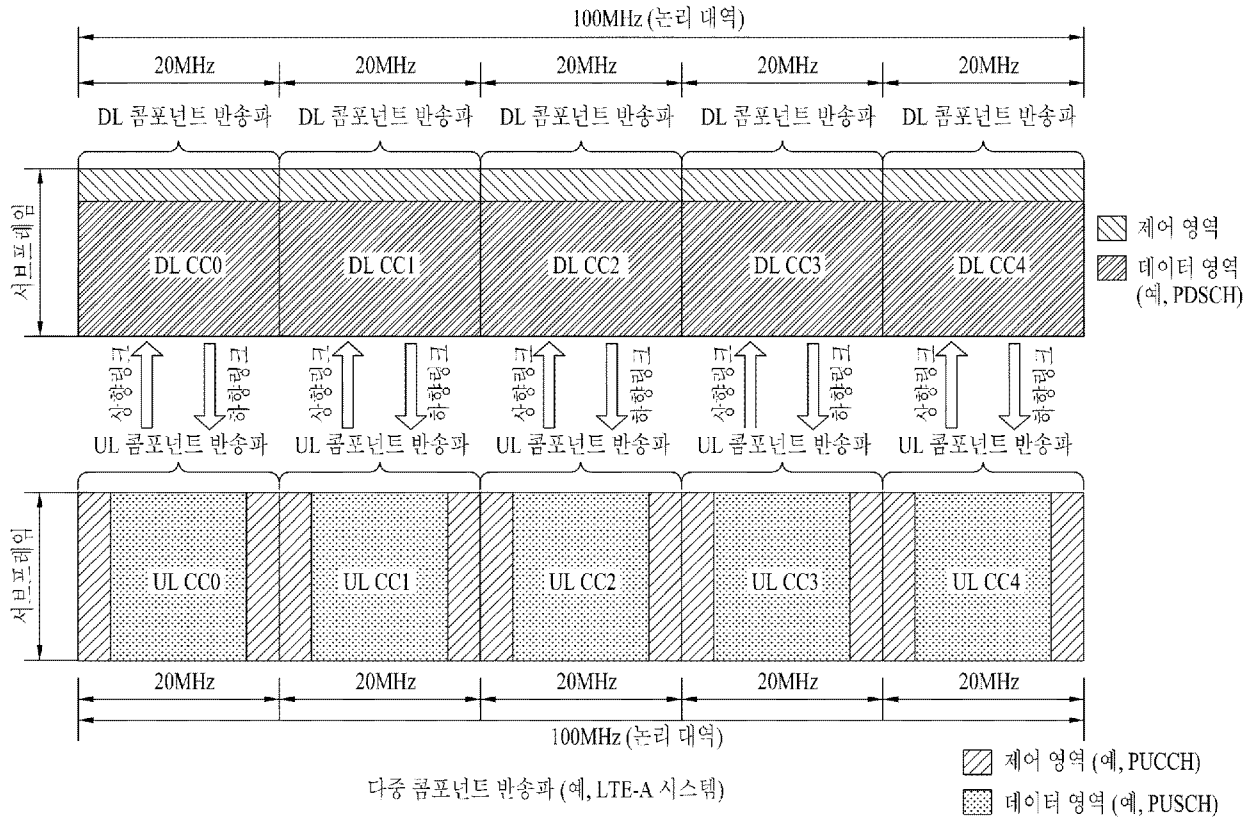 100MHz (논리 대역)
20MHz 20MHz 20MHz 20MHz 20MHz
DL 콤포넌트 반송파 DL 콤포넌트 반송파 DL 콤포넌트 반송파 DL 콤포넌트 반송파 DL 콤포넌트 반송파
서브프레임
DL CC0 DL CC1 DL CC2 DL CC3 DL CC4
제어 영역
데이터 영역
(예, PDSCH)
상향링크 하향링크 상향링크 하향링크 상향링크 하향링크 상향링크 하향링크 상향링크 하향링크
UL 콤포넌트 반송파 UL 콤포넌트 반송파 UL 콤포넌트 반송파 UL 콤포넌트 반송파 UL 콤포넌트 반송파
서브프레임
UL CC0 UL CC1 UL CC2 UL CC3 UL CC4
20MHz 20MHz 20MHz 20MHz 20MHz
100MHz (논리 대역)
다중 콤포넌트 반송파 (예, LTE-A 시스템)
제어 영역 (예, PUCCH)
데이터 영역 (예, PUSCH)